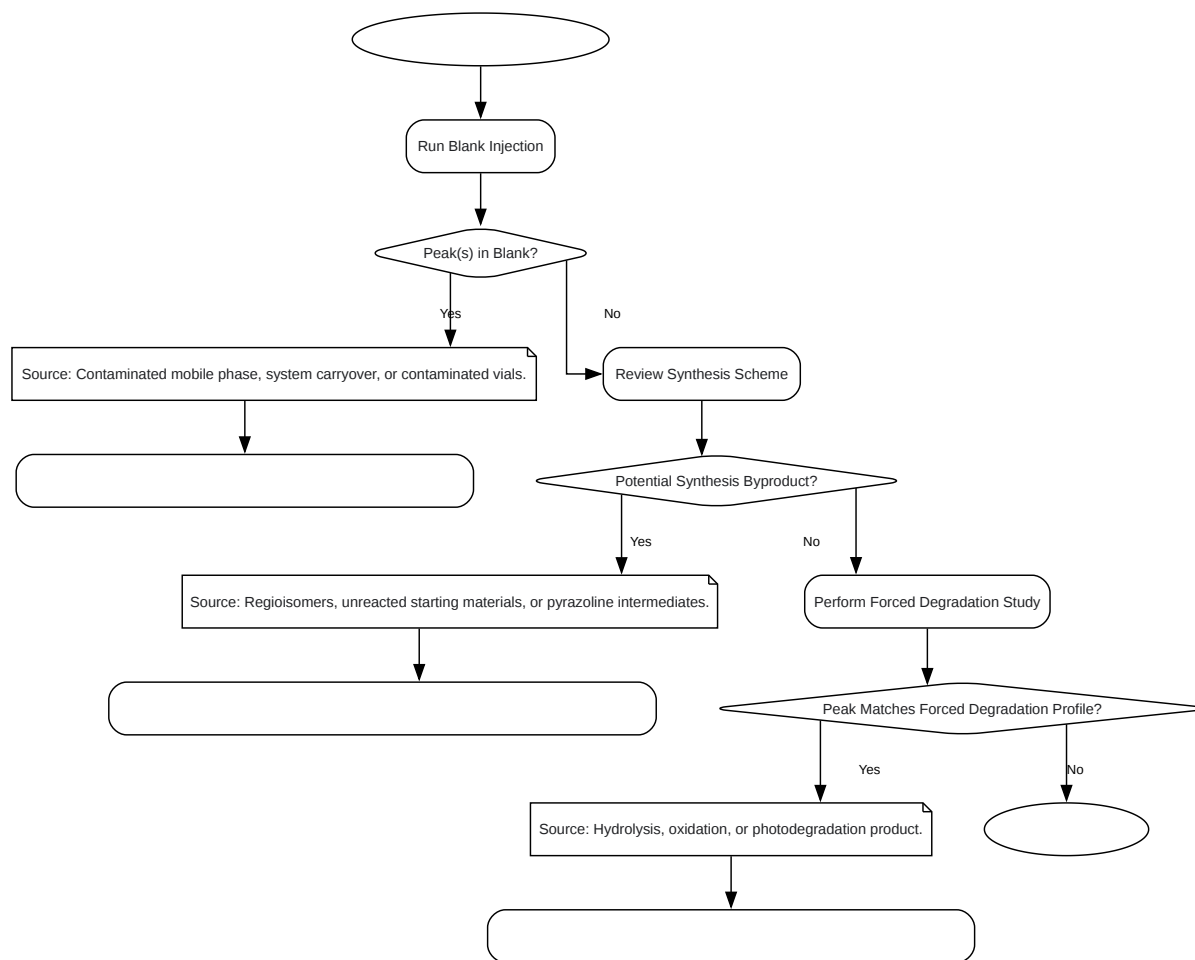 Run Blank Injection
Peak(s) in Blank?
Yes
No
Source: Contaminated mobile phase, system carryover, or contaminated vials.
Review Synthesis Scheme
Potential Synthesis Byproduct?
Yes
No
Source: Regioisomers, unreacted starting materials, or pyrazoline intermediates.
Perform Forced Degradation Study
Peak Matches Forced Degradation Profile?
Yes
No
Source: Hydrolysis, oxidation, or photodegradation product.